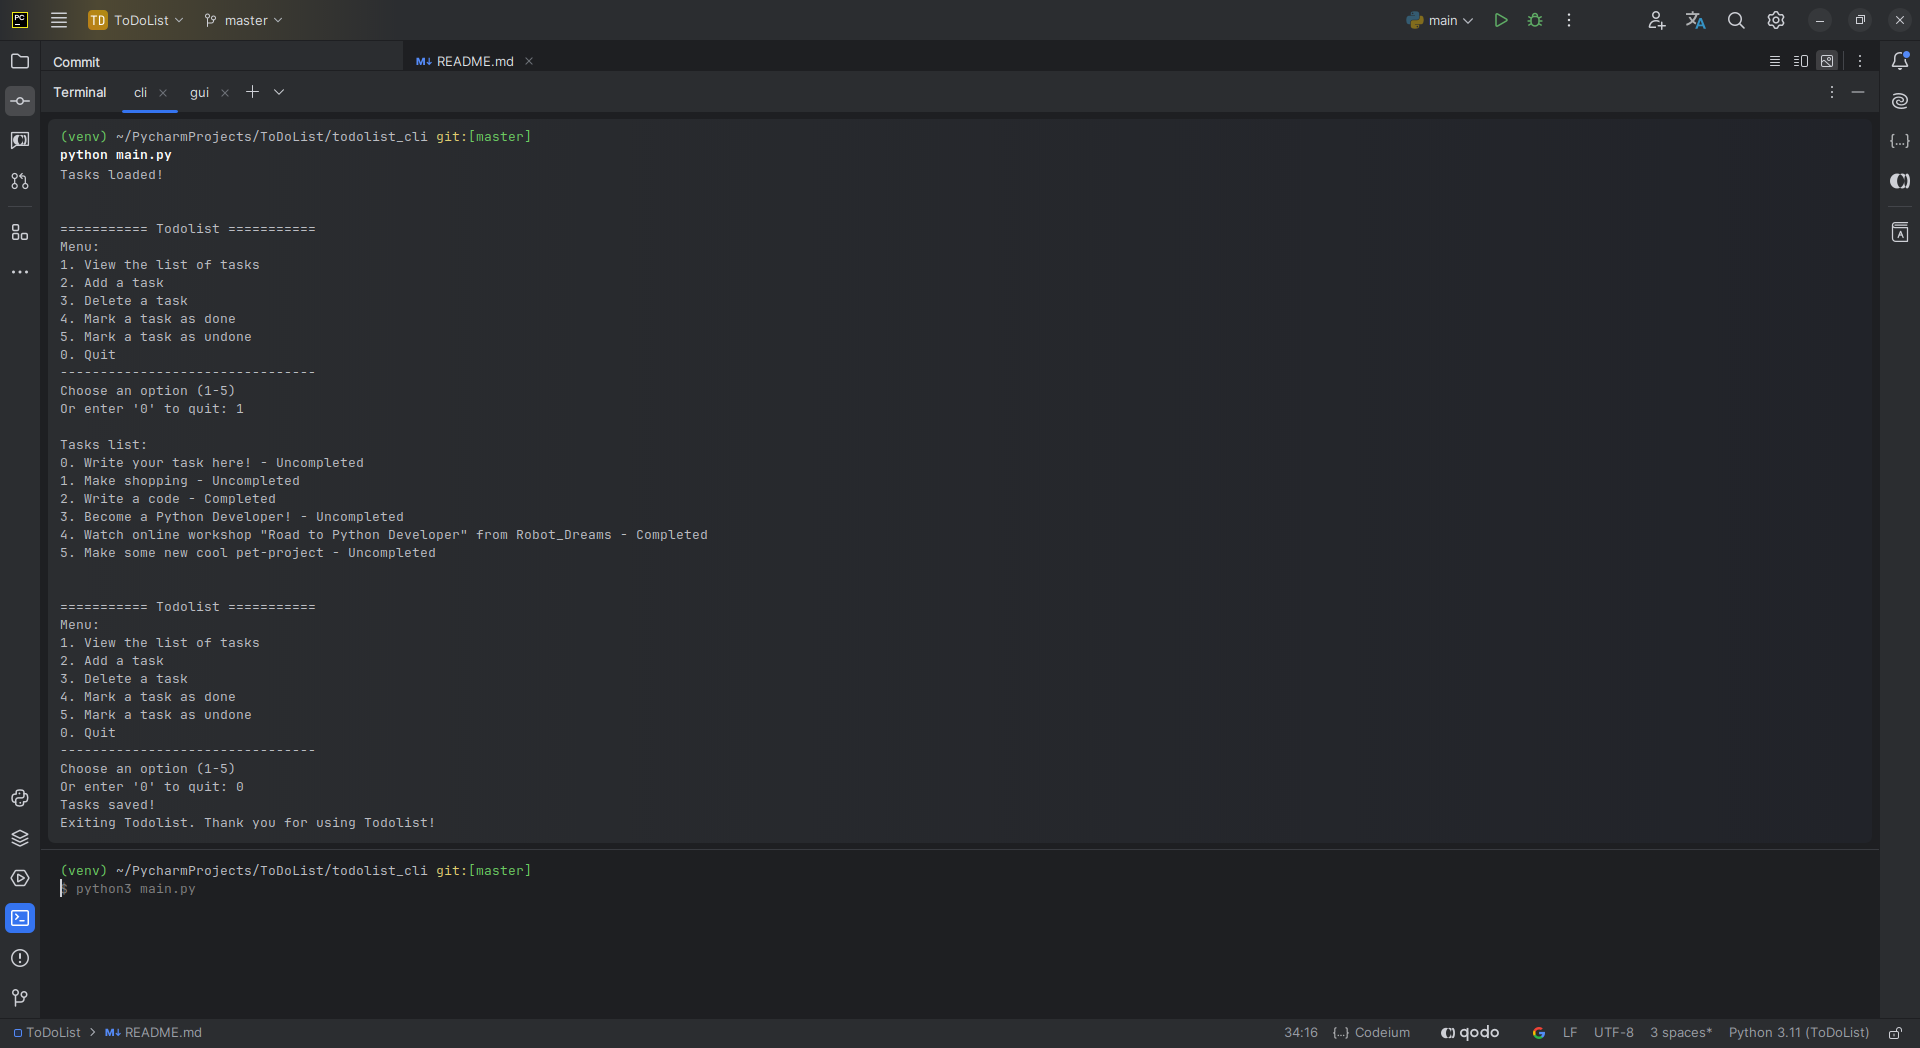 PC TD ToDoList master main
Commit M↓ README.md
Terminal cli gui
(venv) ~/PycharmProjects/ToDoList/todolist_cli git:[master]
python main.py
Tasks loaded!
=========== Todolist ===========
Menu:
1. View the list of tasks
2. Add a task
3. Delete a task
4. Mark a task as done
5. Mark a task as undone
0. Quit
--------------------------------
Choose an option (1-5)
Or enter '0' to quit: 1
Tasks list:
0. Write your task here! - Uncompleted
1. Make shopping - Uncompleted
2. Write a code - Completed
3. Become a Python Developer! - Uncompleted
4. Watch online workshop "Road to Python Developer" from Robot_Dreams - Completed
5. Make some new cool pet-project - Uncompleted
=========== Todolist ===========
Menu:
1. View the list of tasks
2. Add a task
3. Delete a task
4. Mark a task as done
5. Mark a task as undone
0. Quit
--------------------------------
Choose an option (1-5)
Or enter '0' to quit: 0
Tasks saved!
Exiting Todolist. Thank you for using Todolist!
(venv) ~/PycharmProjects/ToDoList/todolist_cli git:[master]
$ python3 main.py
ToDoList > M↓ README.md 34:16 {...} Codeium qodo G LF UTF-8 3 spaces* Python 3.11 (ToDoList)